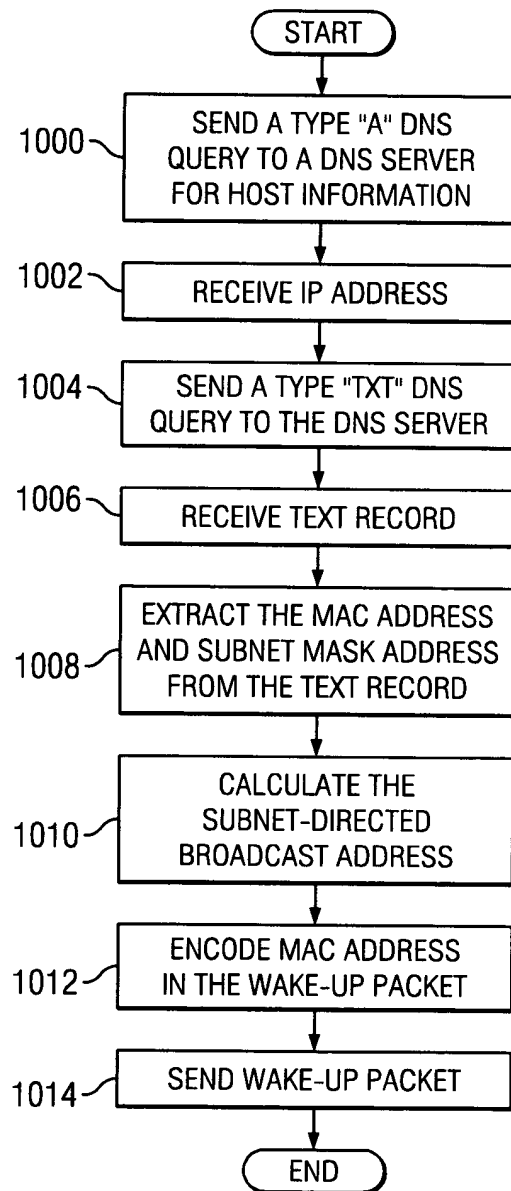 START
1000
SEND A TYPE "A" DNS
QUERY TO A DNS SERVER
FOR HOST INFORMATION
1002
RECEIVE IP ADDRESS
1004
SEND A TYPE "TXT" DNS
QUERY TO THE DNS SERVER
1006
RECEIVE TEXT RECORD
1008
EXTRACT THE MAC ADDRESS
AND SUBNET MASK ADDRESS
FROM THE TEXT RECORD
1010
CALCULATE THE
SUBNET-DIRECTED
BROADCAST ADDRESS
1012
ENCODE MAC ADDRESS
IN THE WAKE-UP PACKET
1014
SEND WAKE-UP PACKET
END